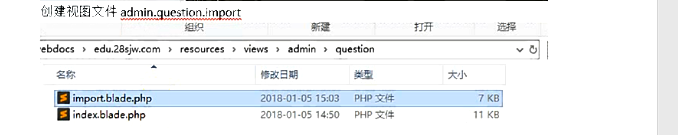 创建视图文件 admin.question.import
组织 新建 打开 选择
webdocs › edu.28sjw.com › resources › views › admin › question
名称 修改日期 类型 大小
import.blade.php 2018-01-05 15:03 PHP 文件 7 KB
index.blade.php 2018-01-05 14:50 PHP 文件 11 KB